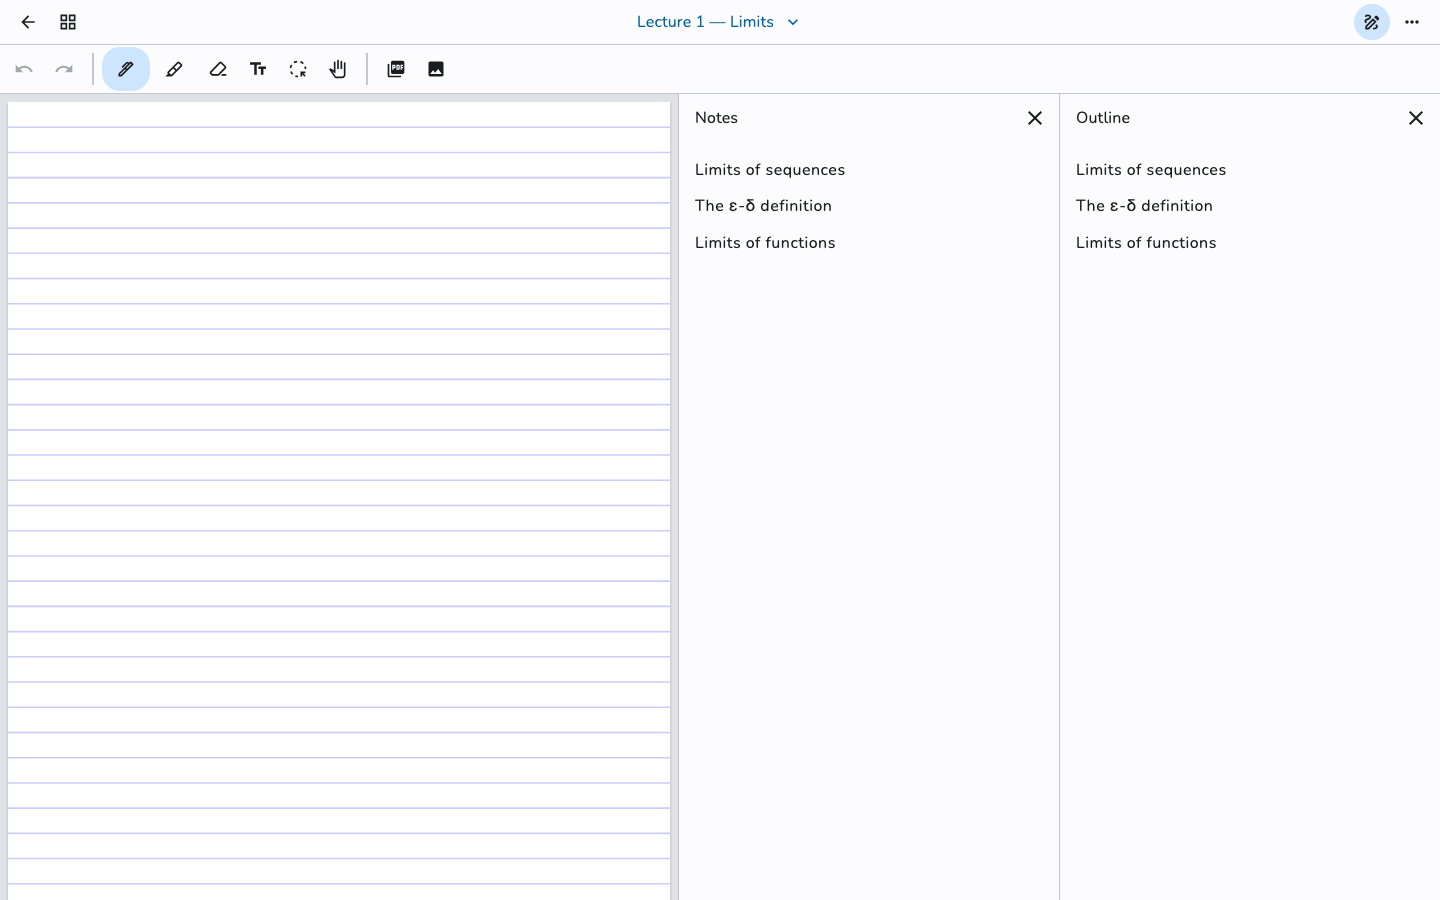 Lecture 1 — Limits
PDF
Notes
Limits of sequences
The ε-δ definition
Limits of functions
Outline
Limits of sequences
The ε-δ definition
Limits of functions